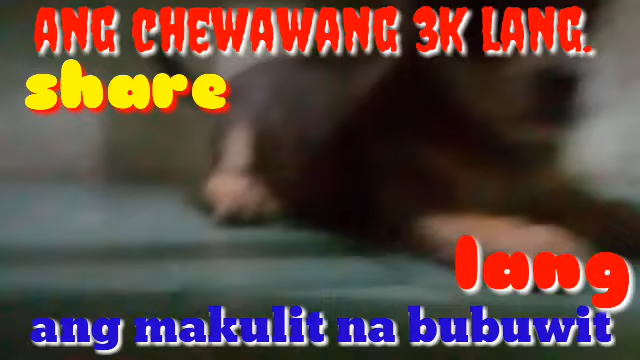 ANG CHEWAWANG 3K LANG.
share
lang
ang makulit na bubuwit